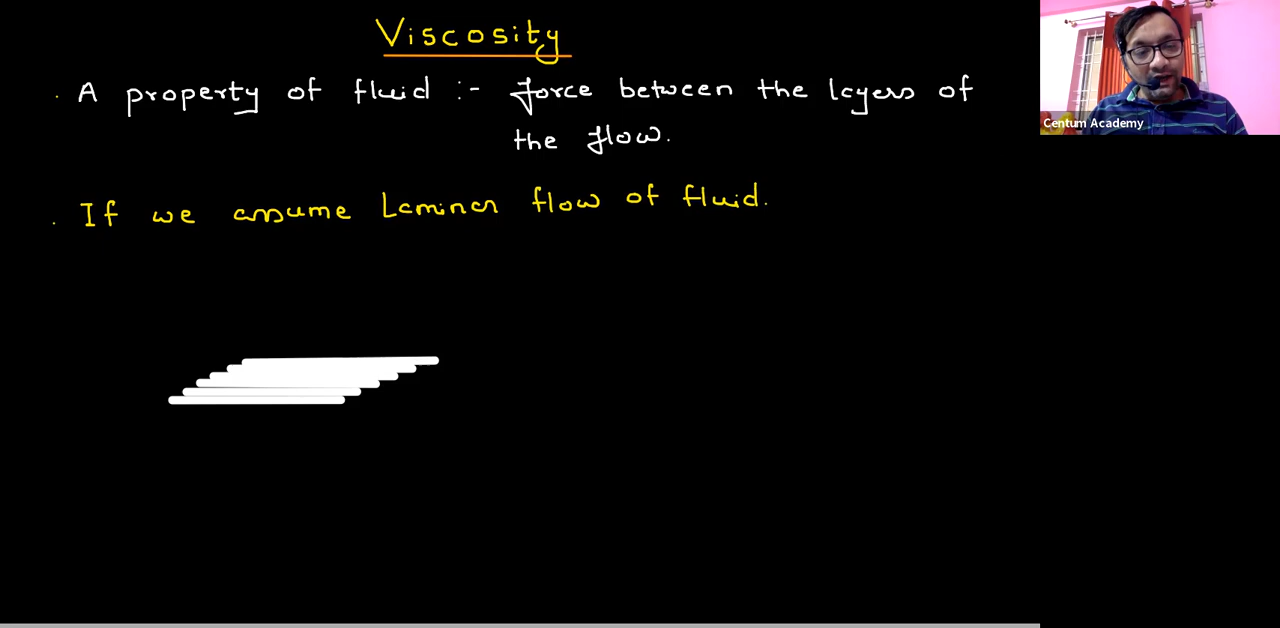 Viscosity
. A property of fluid :- force between the layers of
the flow.
. If we assume Laminar flow of fluid.
Centum Academy